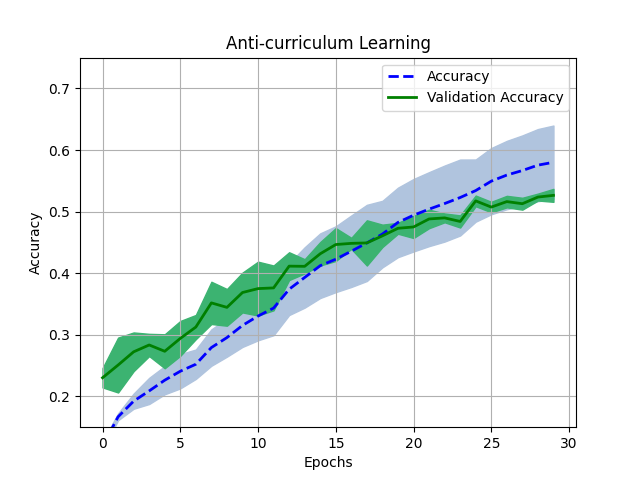 Anti-curriculum Learning
Accuracy
Validation Accuracy
0.7
0.6
0.5
0.4
0.3
0.2
Accuracy
0 5 10 15 20 25 30
Epochs